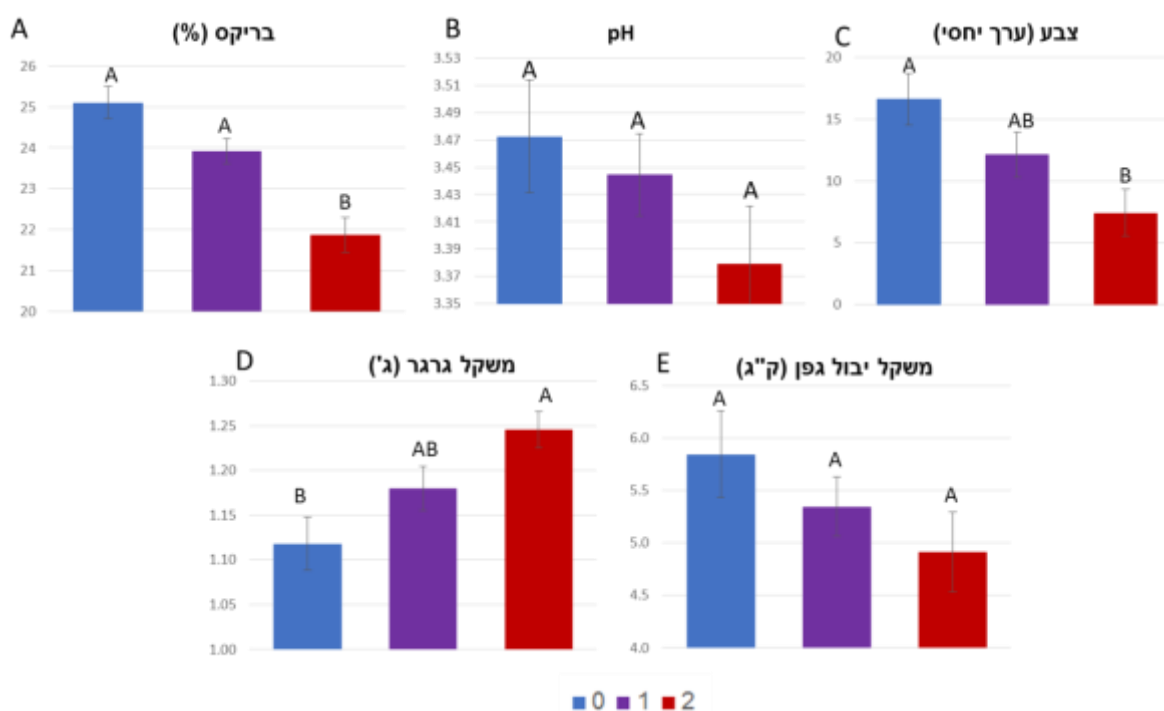 A
בריקס (%)
26
25
24
23
22
21
20
A
A
B
B
pH
3.53
3.51
3.49
3.47
3.45
3.43
3.41
3.39
3.37
3.35
A
A
A
C
צבע (ערך יחסי)
20
15
10
5
0
A
AB
B
D
משקל גרגר (ג')
1.30
1.25
1.20
1.15
1.10
1.05
1.00
B
AB
A
E
משקל יבול גפן (ק"ג)
6.5
6.0
5.5
5.0
4.5
4.0
A
A
A
0 1 2